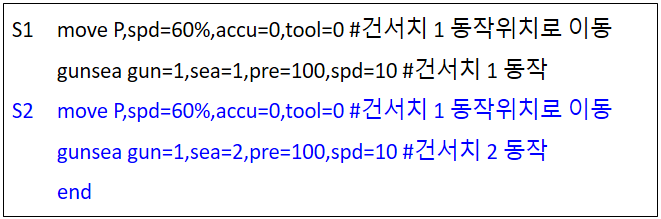 S1 move P,spd=60%,accu=0,tool=0 #건서치 1 동작위치로 이동
gunsea gun=1,sea=1,pre=100,spd=10 #건서치 1 동작
S2 move P,spd=60%,accu=0,tool=0 #건서치 1 동작위치로 이동
gunsea gun=1,sea=2,pre=100,spd=10 #건서치 2 동작
end